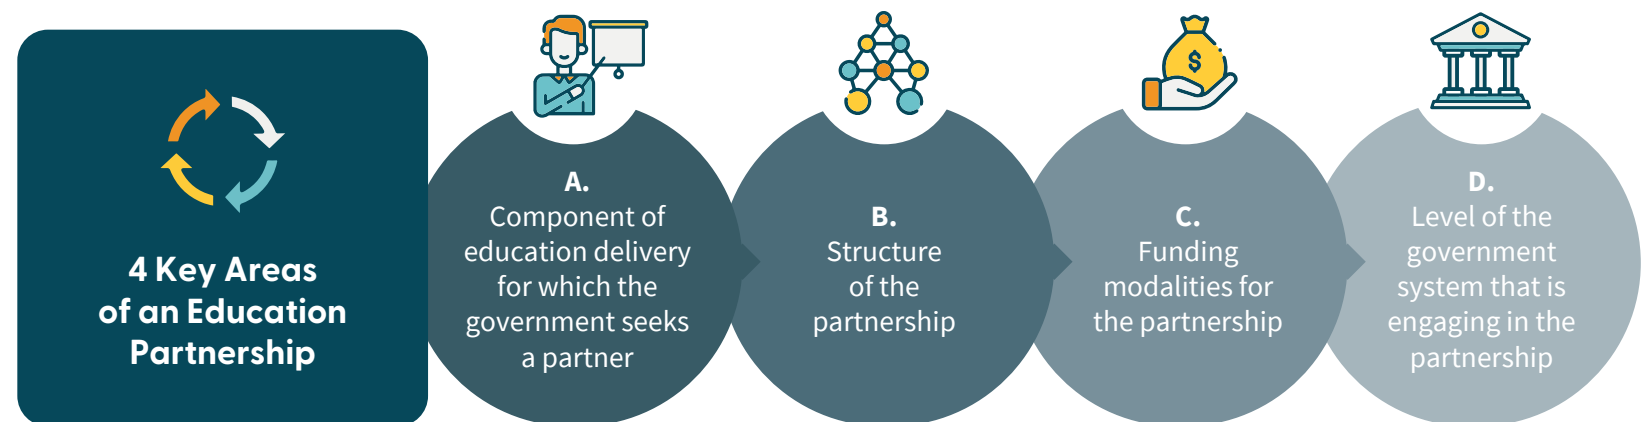 4 Key Areas
of an Education
Partnership
A.
Component of
education delivery
for which the
government seeks
a partner
B.
Structure
of the
partnership
$
C.
Funding
modalities for
the partnership
D.
Level of the
government
system that is
engaging in the
partnership